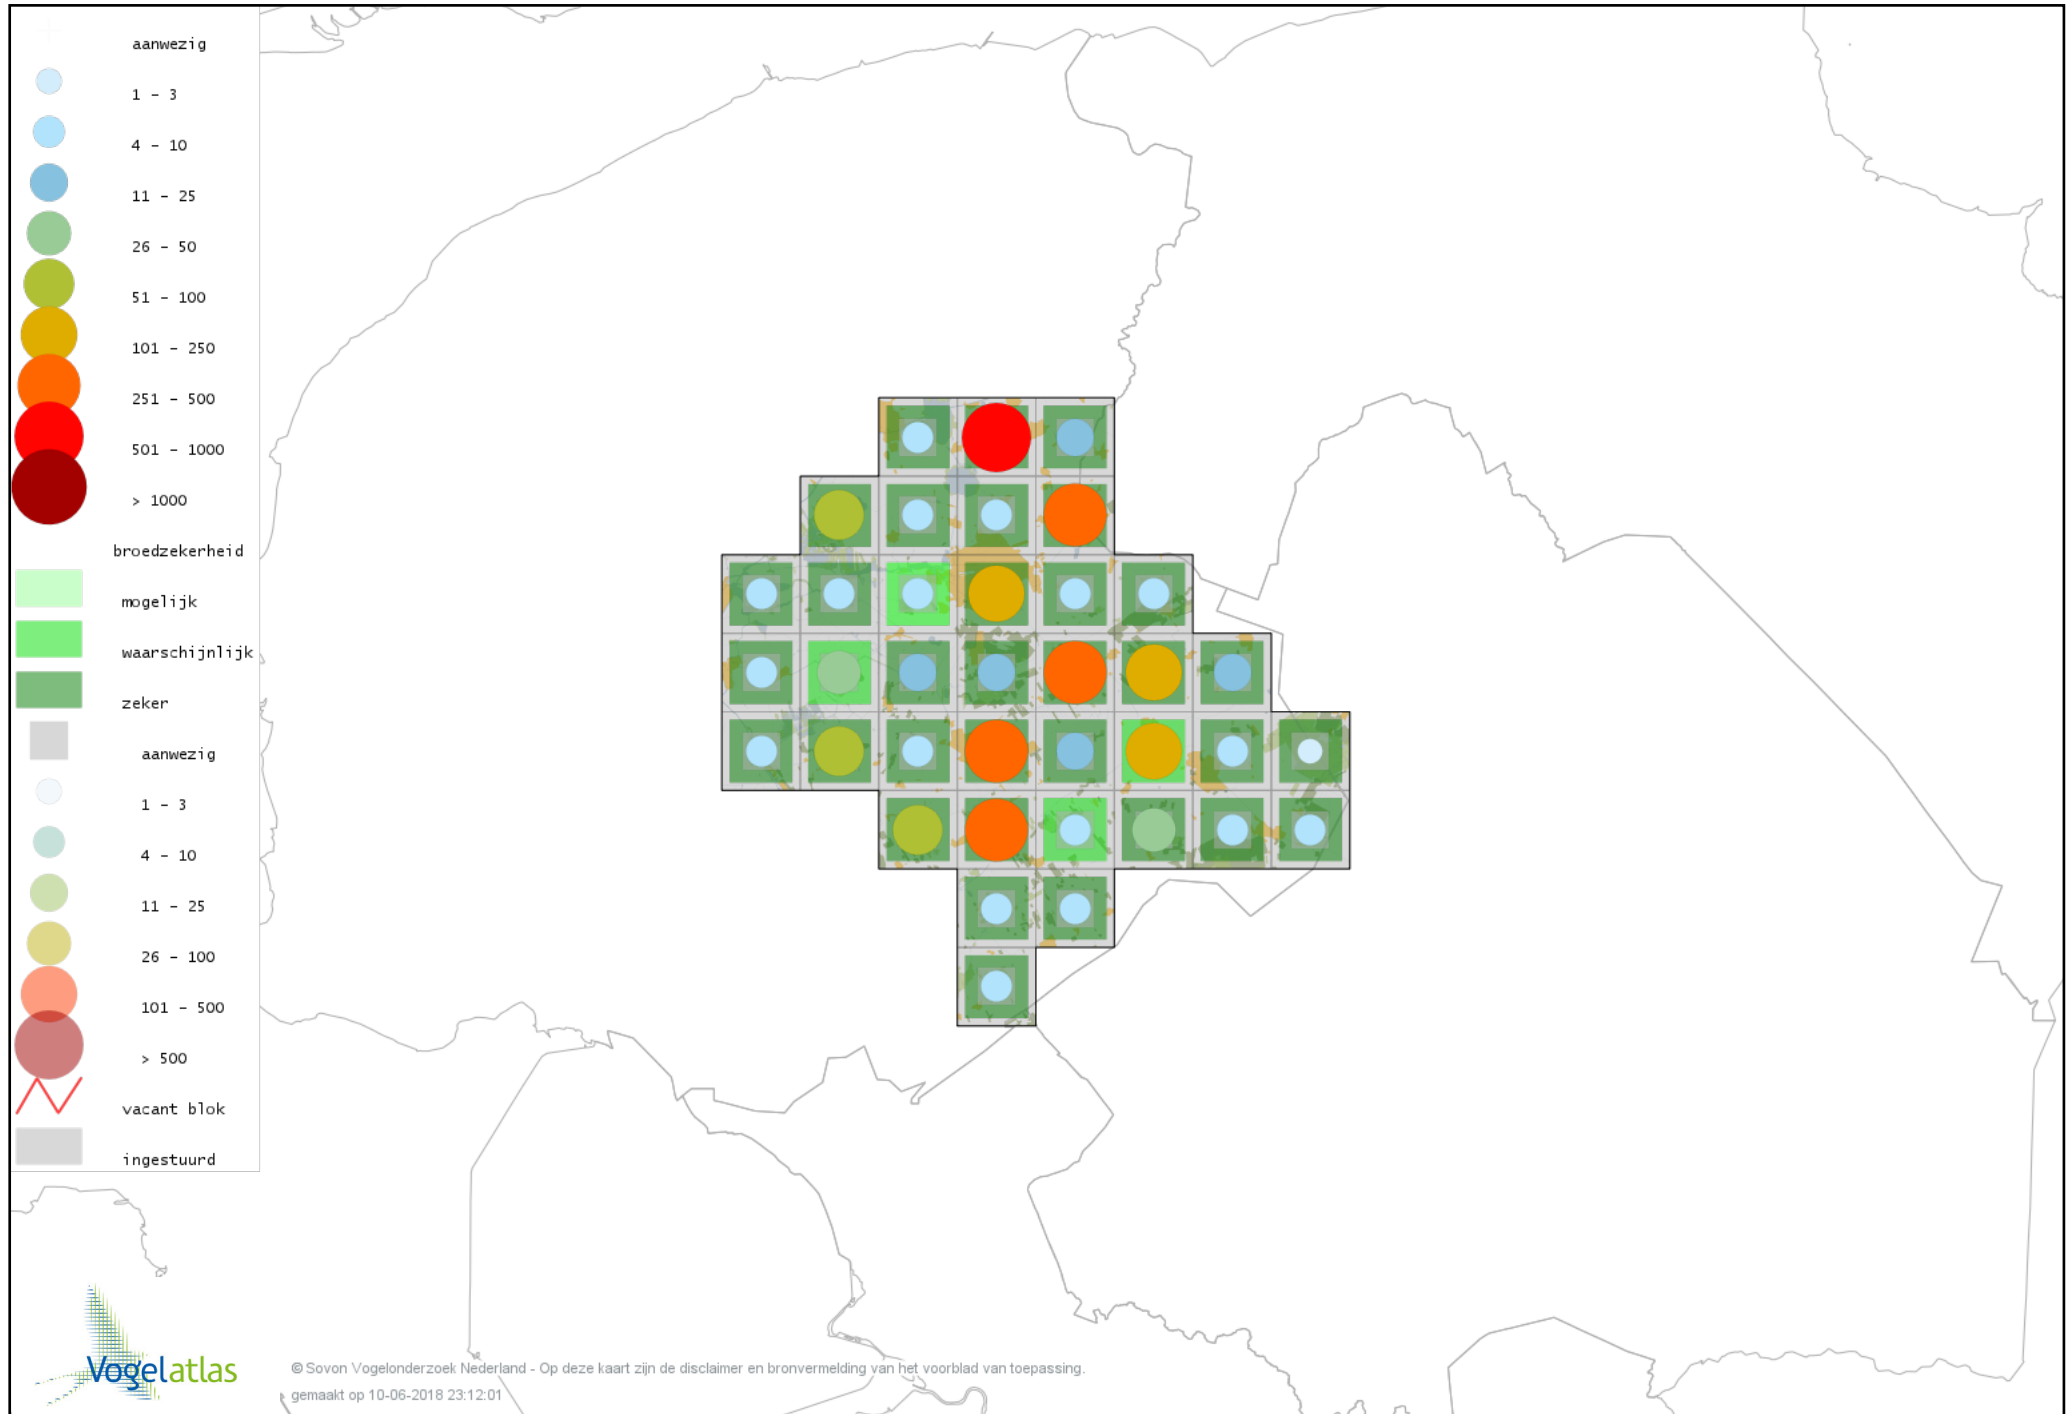 aanwezig
1 - 3
4 - 10
11 - 25
26 - 50
51 - 100
101 - 250
251 - 500
501 - 1000
> 1000
broedzekerheid
mogelijk
waarschijnlijk
zeker
aanwezig
1 - 3
4 - 10
11 - 25
26 - 100
101 - 500
> 500
vacant blok
ingestuurd
Vogelatlas
© Sovon Vogelonderzoek Nederland - Op deze kaart zijn de disclaimer en bronvermelding van het voorblad van toepassing.
gemaakt op 10-06-2018 23:12:01